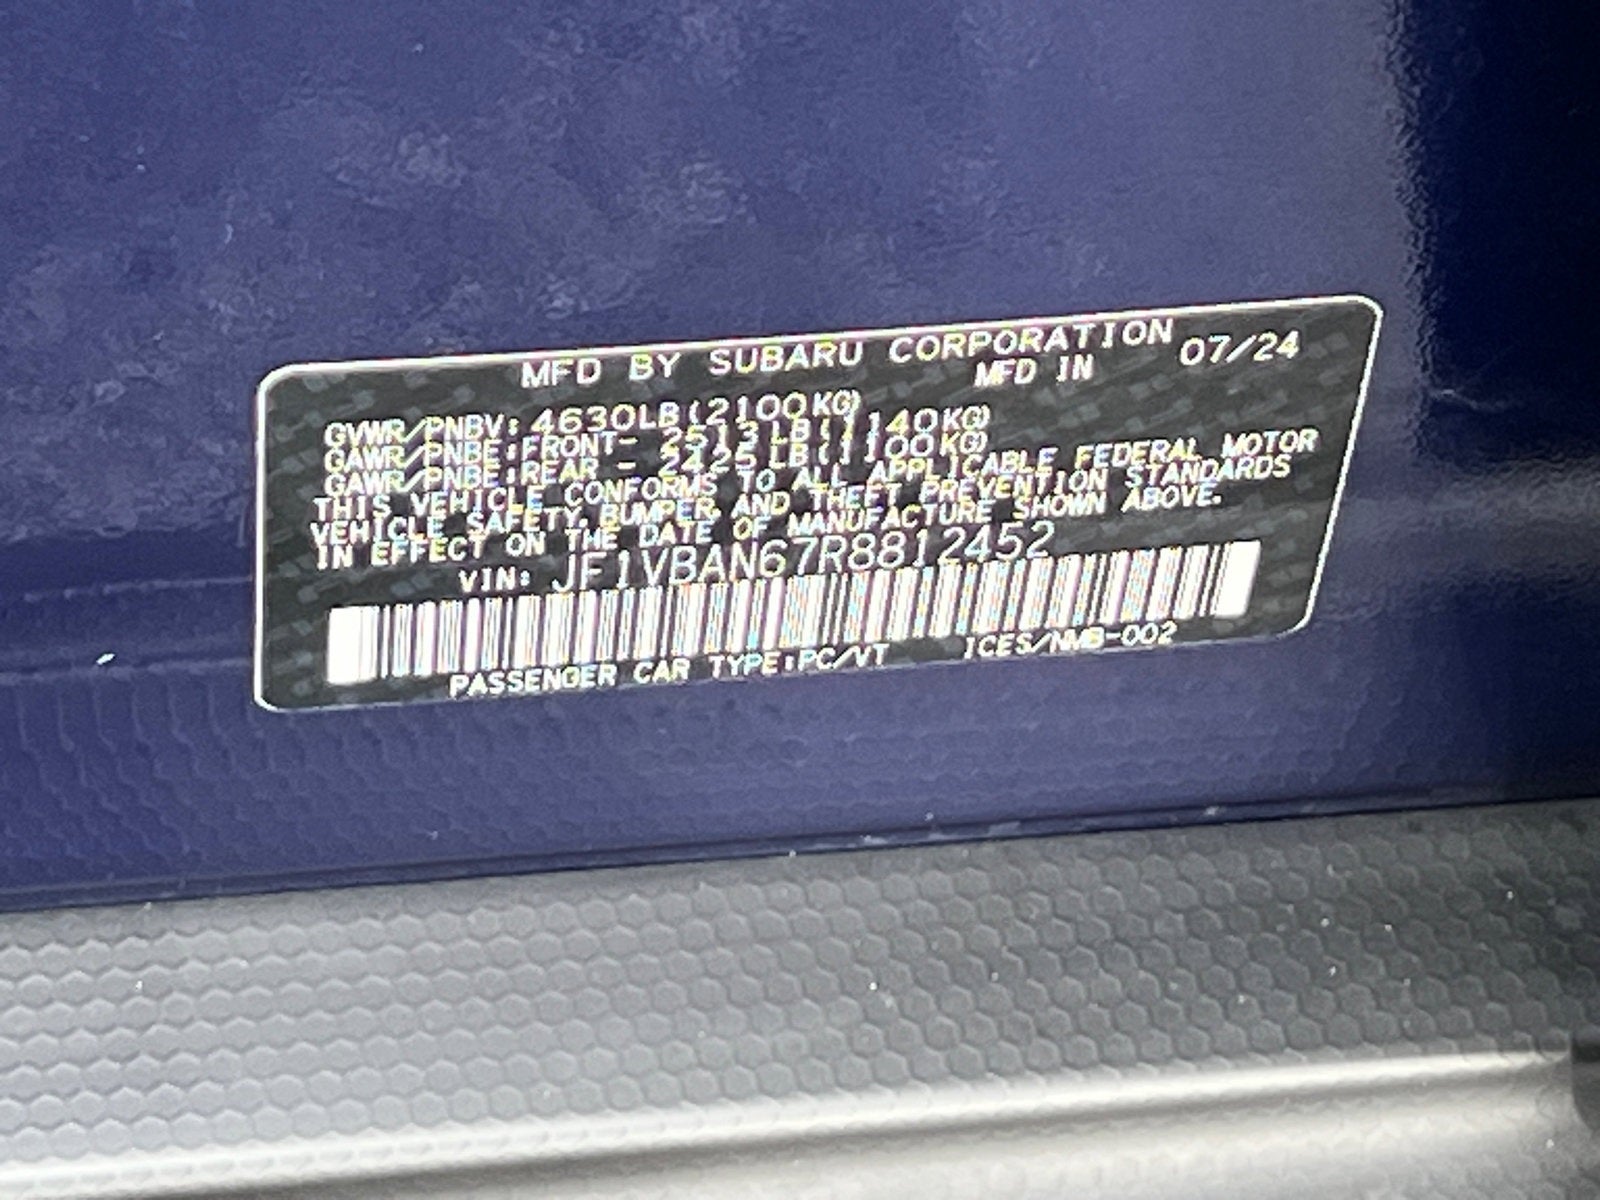 MFD BY SUBARU CORPORATION 07/24
MFD IN
GVWR/PNBV: 4630LB(2100KG)
GAWR/PNBE:FRONT- 2513LB(1140KG)
GAWR/PNBE:REAR - 2425LB(1100KG)
THIS VEHICLE CONFORMS TO ALL APPLICABLE FEDERAL MOTOR
VEHICLE SAFETY, BUMPER, AND THEFT PREVENTION STANDARDS
IN EFFECT ON THE DATE OF MANUFACTURE SHOWN ABOVE.
VIN: JF1VBAN67R8812452
PASSENGER CAR TYPE:PC/VT ICES/NMB-002